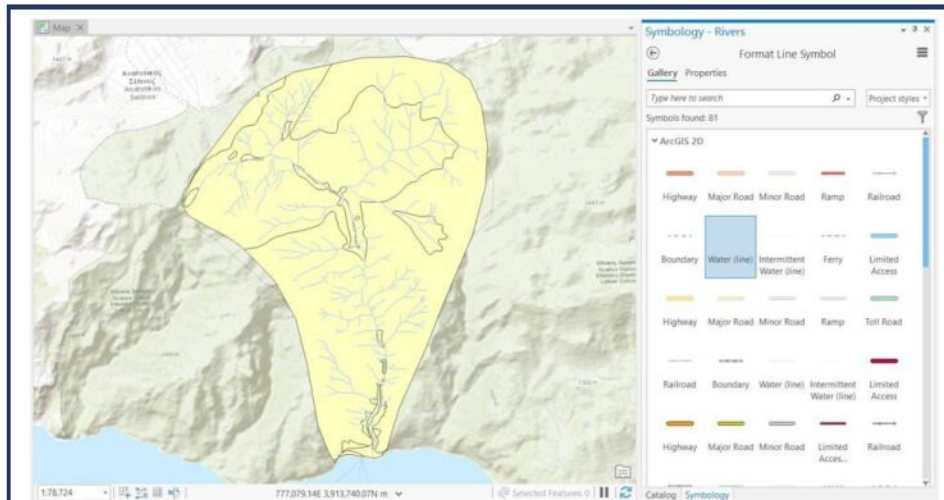 Map
Symbology - Rivers
Format Line Symbol
Gallery Properties
Type here to search
Project styles
Symbols found: 81
ArcGIS 2D
Highway Major Road Minor Road Ramp Railroad
Boundary Water (line) Intermittent Water (line) Ferry Limited Access
Highway Major Road Minor Road Ramp Toll Road
Railroad Boundary Water (line) Intermittent Water (line) Limited Access
Highway Major Road Minor Road Limited Acces... Railroad
1:78,724
777,079.14E 3,913,740.07N m
Selected Features: 0
Catalog Symbology